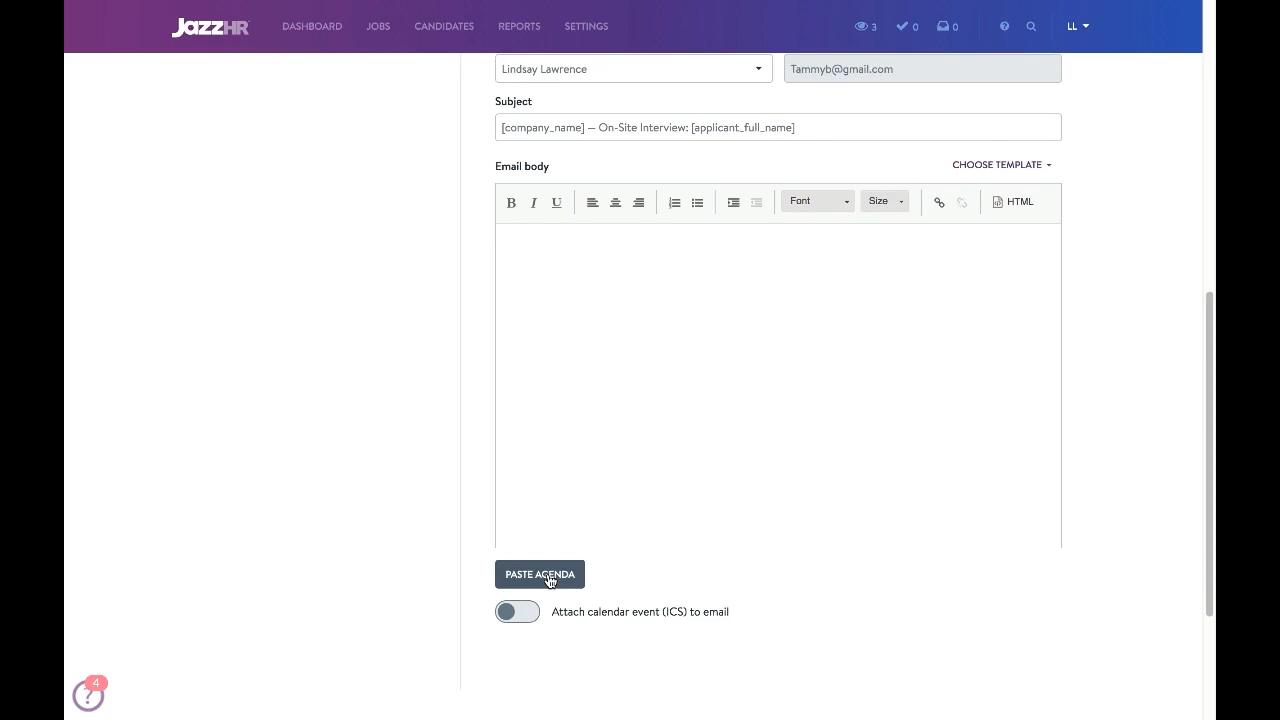 JazzHR DASHBOARD JOBS CANDIDATES REPORTS SETTINGS 3 0 0 LL
Lindsay Lawrence Tammyb@gmail.com
Subject
[company_name] — On-Site Interview: [applicant_full_name]
Email body CHOOSE TEMPLATE
B I U Font Size HTML
PASTE AGENDA
Attach calendar event (ICS) to email
4